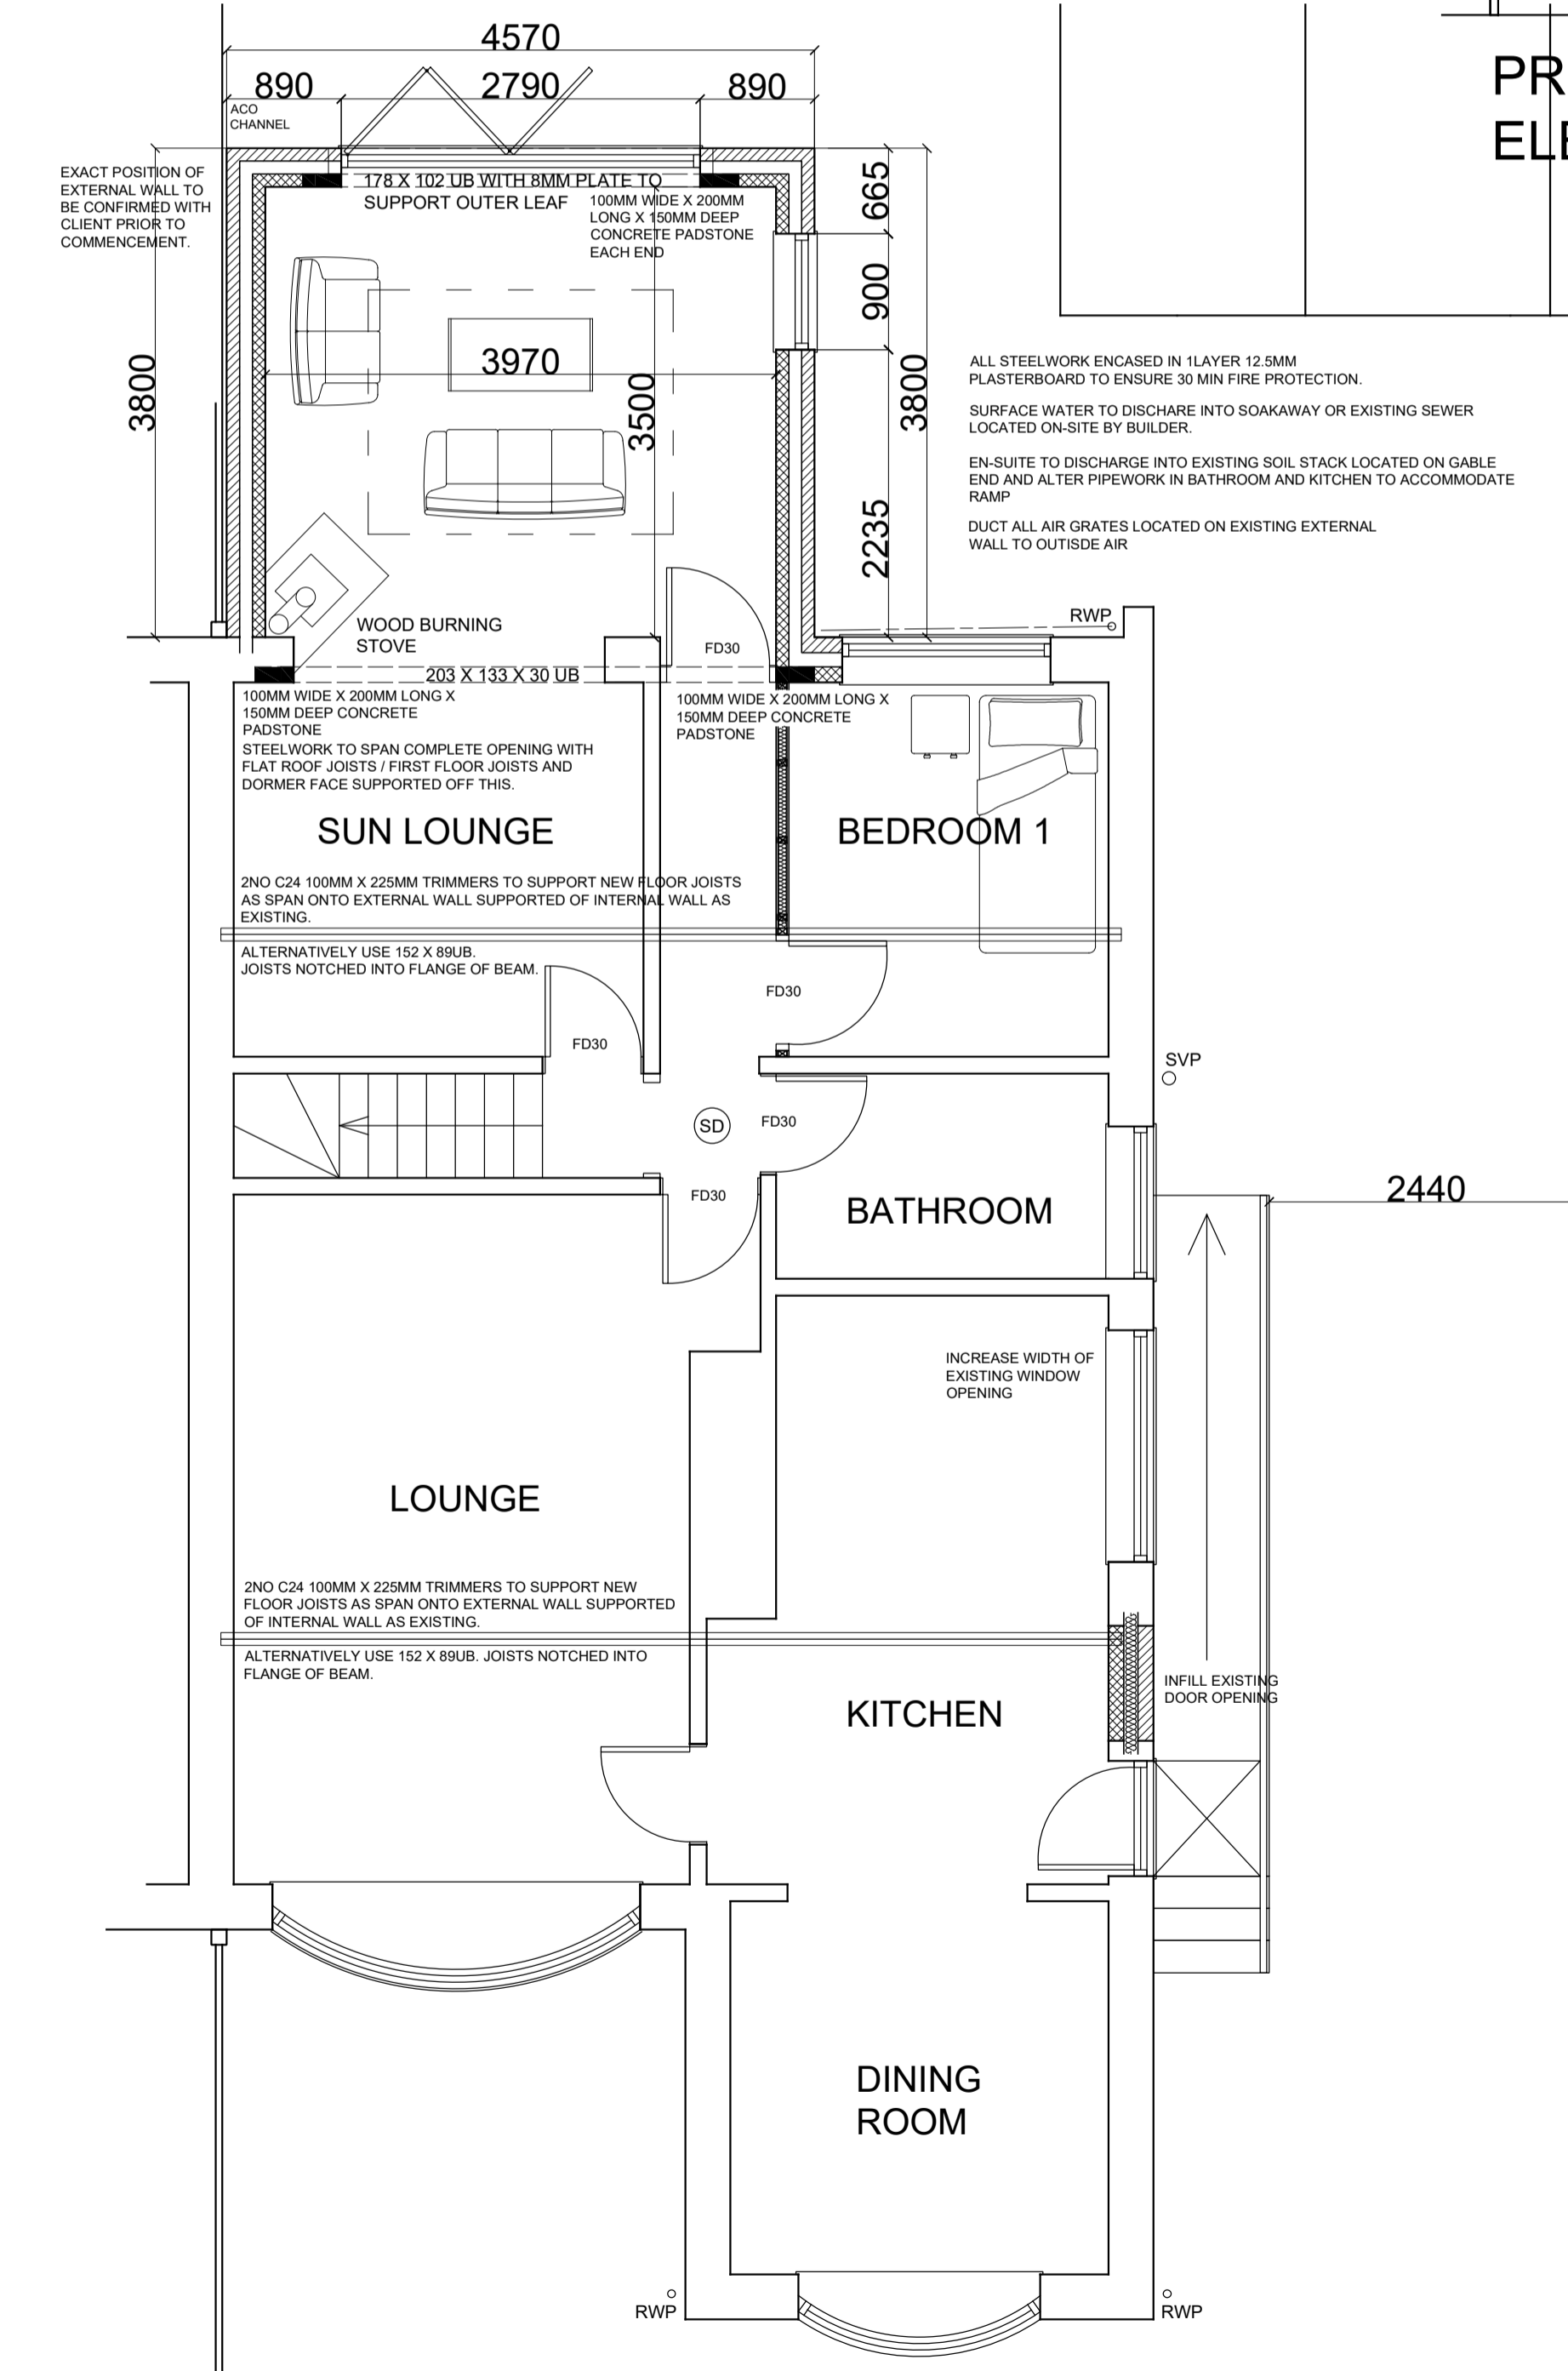 4570
890
2790
890
ACO
CHANNEL
PR
ELE
EXACT POSITION OF
EXTERNAL WALL TO
BE CONFIRMED WITH
CLIENT PRIOR TO
COMMENCEMENT.
178 X 102 UB WITH 8MM PLATE TO
SUPPORT OUTER LEAF
100MM WIDE X 200MM
LONG X 150MM DEEP
CONCRETE PADSTONE
EACH END
665
900
3800
3970
3500
3800
2235
ALL STEELWORK ENCASED IN 1LAYER 12.5MM
PLASTERBOARD TO ENSURE 30 MIN FIRE PROTECTION.
SURFACE WATER TO DISCHARE INTO SOAKAWAY OR EXISTING SEWER
LOCATED ON-SITE BY BUILDER.
EN-SUITE TO DISCHARGE INTO EXISTING SOIL STACK LOCATED ON GABLE
END AND ALTER PIPEWORK IN BATHROOM AND KITCHEN TO ACCOMMODATE
RAMP
DUCT ALL AIR GRATES LOCATED ON EXISTING EXTERNAL
WALL TO OUTISDE AIR
RWP
WOOD BURNING
STOVE
FD30
203 X 133 X 30 UB
100MM WIDE X 200MM LONG X
150MM DEEP CONCRETE
PADSTONE
100MM WIDE X 200MM LONG X
150MM DEEP CONCRETE
PADSTONE
STEELWORK TO SPAN COMPLETE OPENING WITH
FLAT ROOF JOISTS / FIRST FLOOR JOISTS AND
DORMER FACE SUPPORTED OFF THIS.
SUN LOUNGE
BEDROOM 1
2NO C24 100MM X 225MM TRIMMERS TO SUPPORT NEW FLOOR JOISTS
AS SPAN ONTO EXTERNAL WALL SUPPORTED OF INTERNAL WALL AS
EXISTING.
ALTERNATIVELY USE 152 X 89UB.
JOISTS NOTCHED INTO FLANGE OF BEAM.
FD30
FD30
SVP
SD
FD30
FD30
BATHROOM
2440
INCREASE WIDTH OF
EXISTING WINDOW
OPENING
LOUNGE
2NO C24 100MM X 225MM TRIMMERS TO SUPPORT NEW
FLOOR JOISTS AS SPAN ONTO EXTERNAL WALL SUPPORTED
OF INTERNAL WALL AS EXISTING.
ALTERNATIVELY USE 152 X 89UB. JOISTS NOTCHED INTO
FLANGE OF BEAM.
INFILL EXISTING
DOOR OPENING
KITCHEN
DINING
ROOM
RWP
RWP